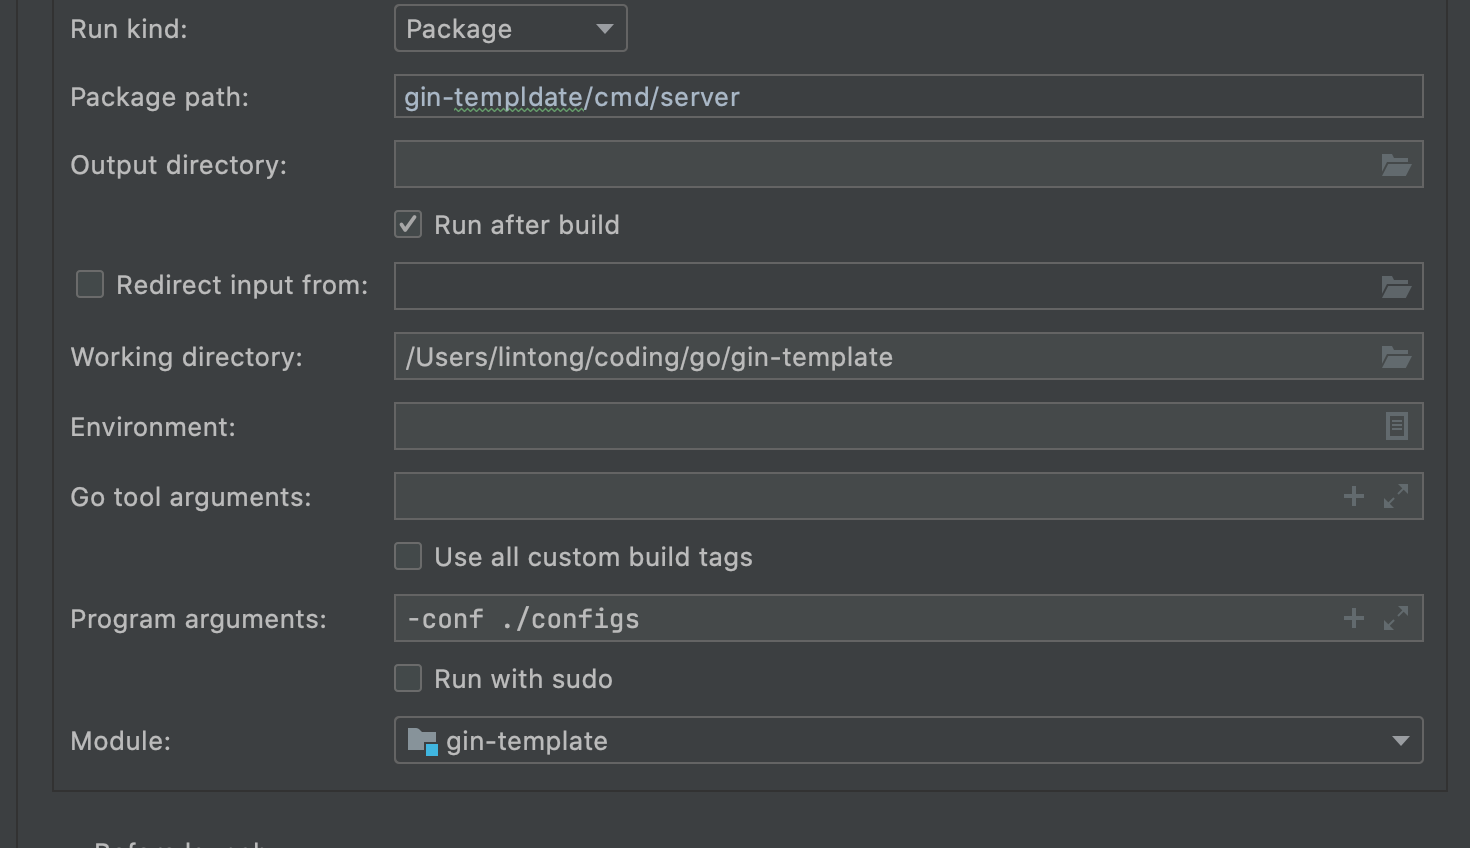 Run kind: Package
Package path: gin-templdate/cmd/server
Output directory:
Run after build
Redirect input from:
Working directory: /Users/lintong/coding/go/gin-template
Environment:
Go tool arguments:
Use all custom build tags
Program arguments: -conf ./configs
Run with sudo
Module: gin-template